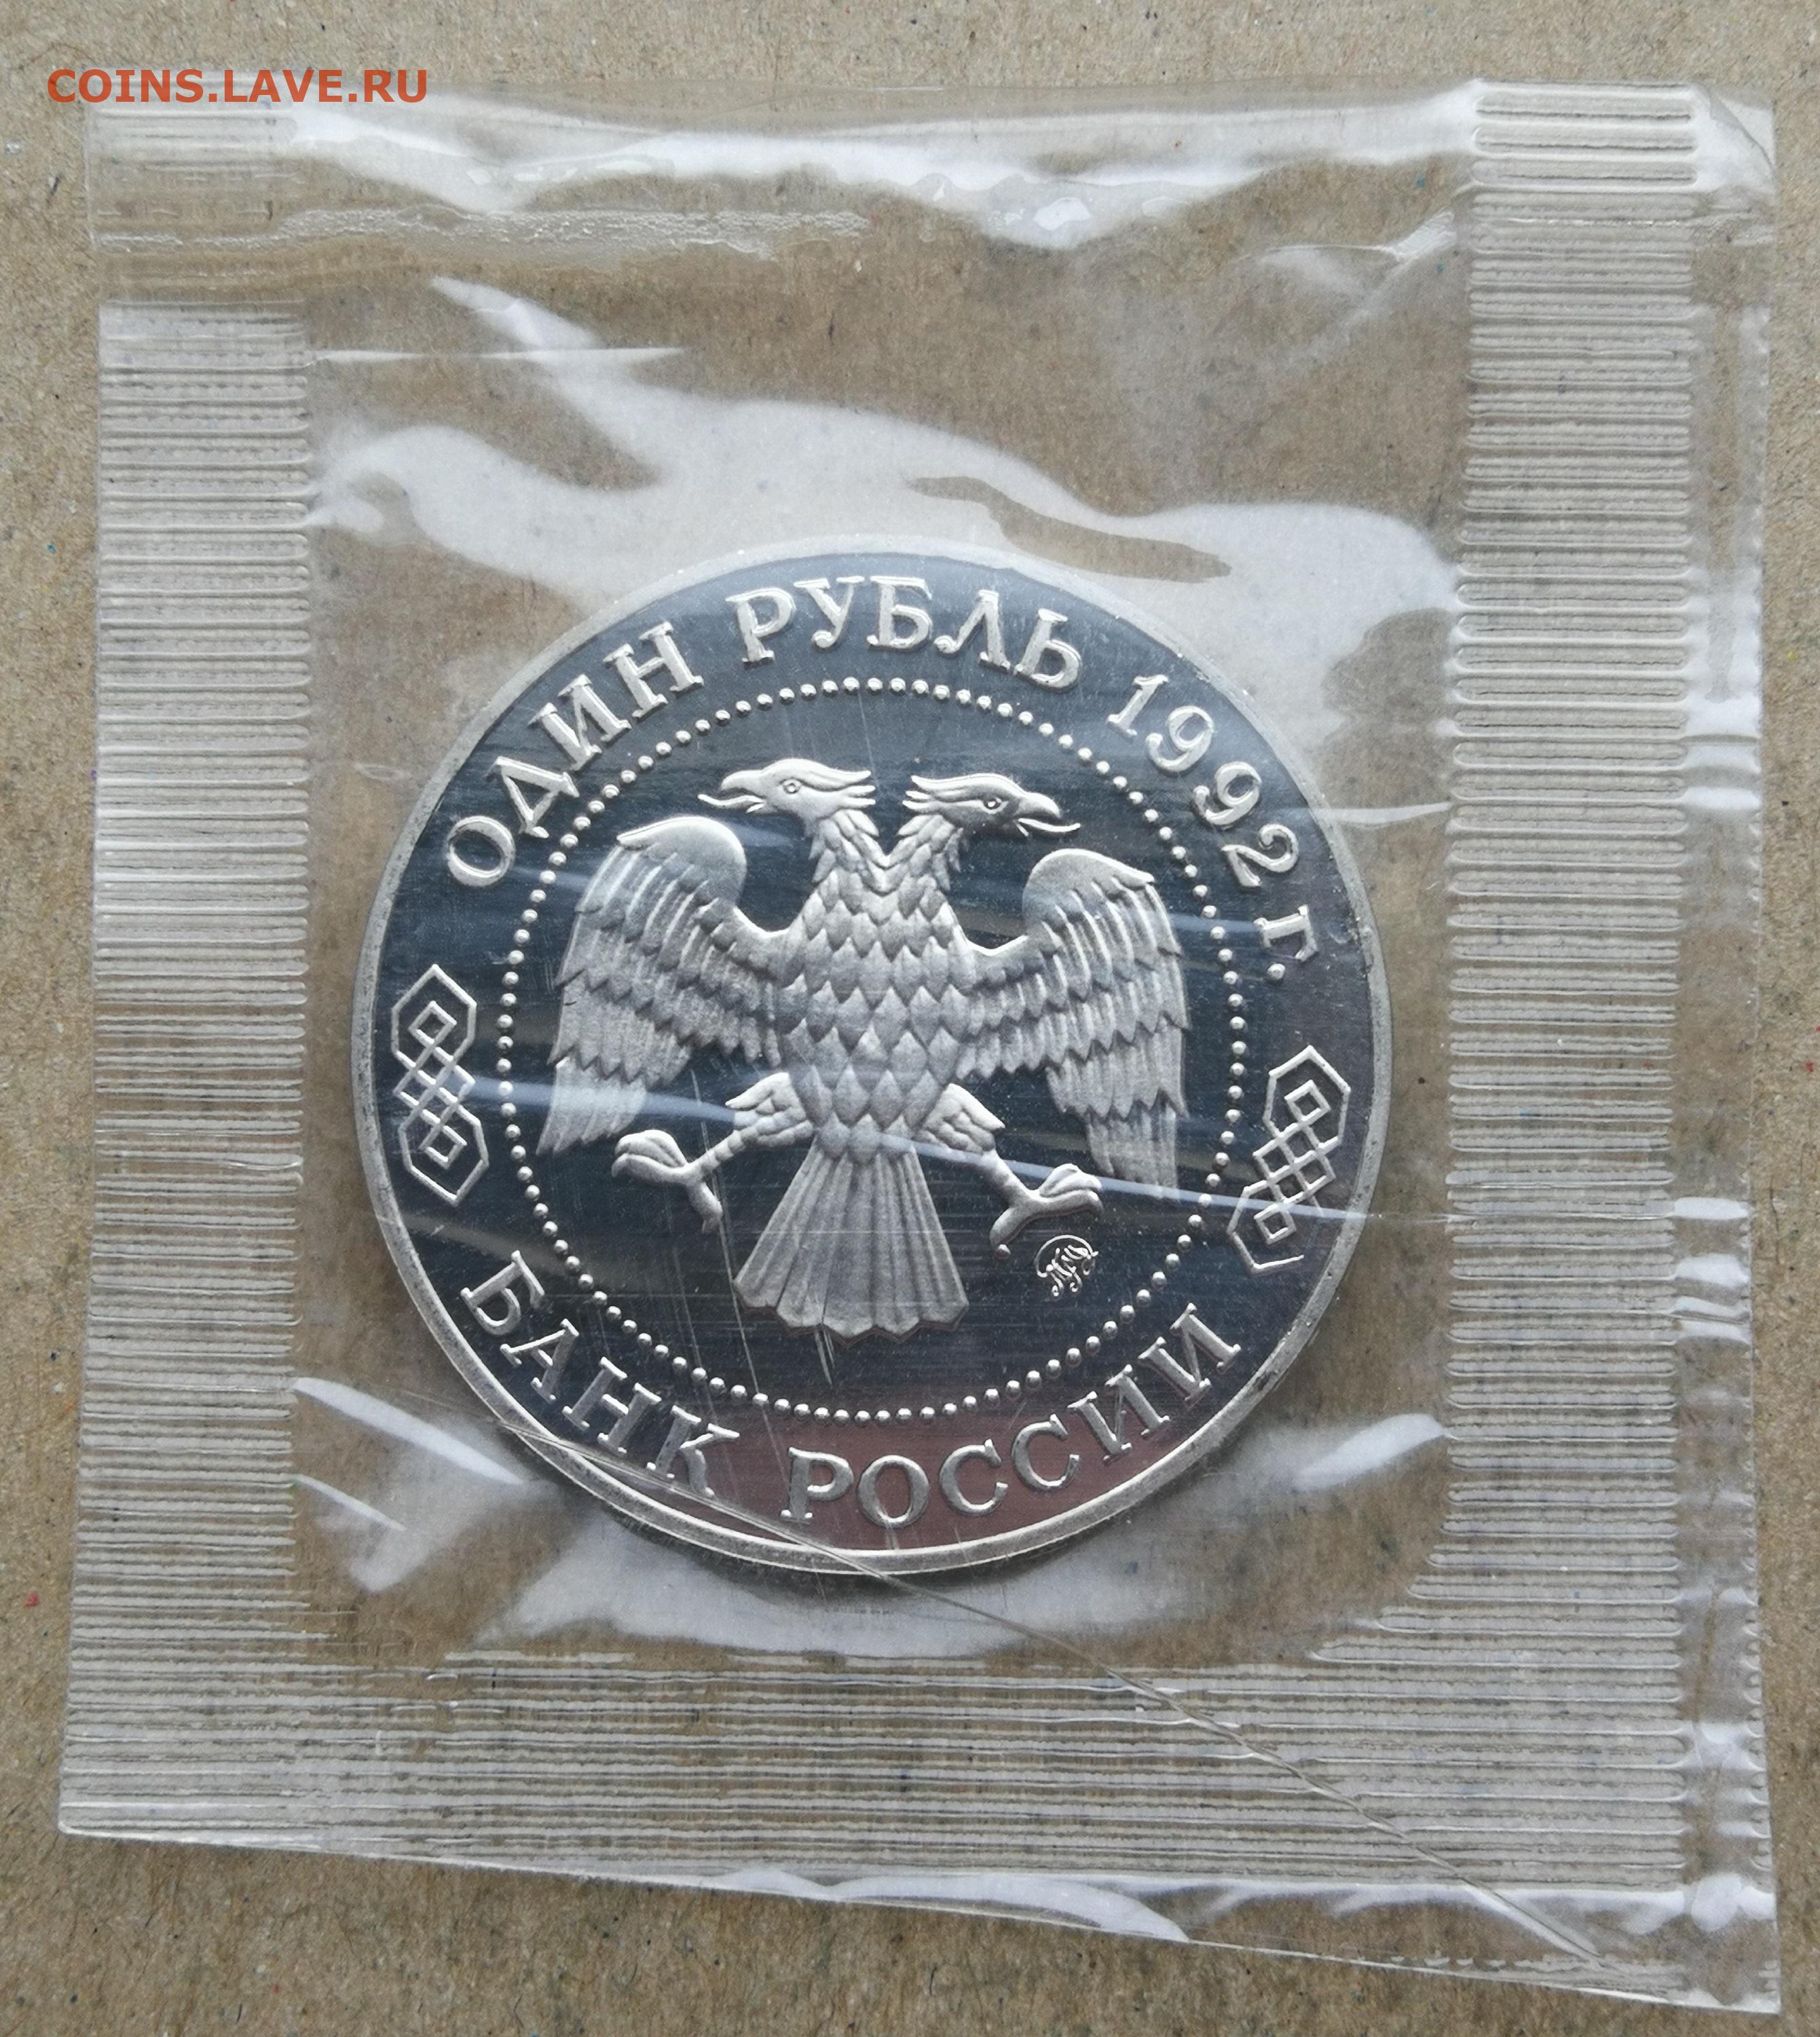 COINS.LAVE.RU
ОДИН РУБЛЬ 1992 г.
БАНК РОССИИ